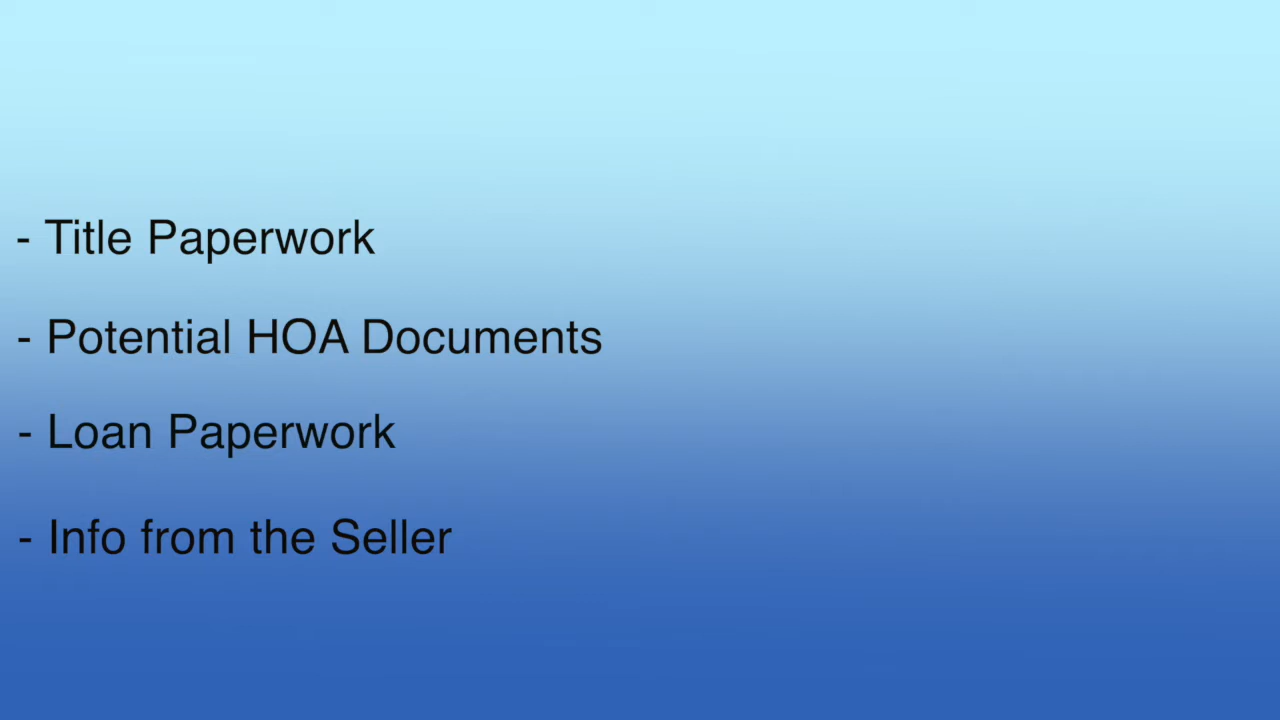 - Title Paperwork
- Potential HOA Documents
- Loan Paperwork
- Info from the Seller